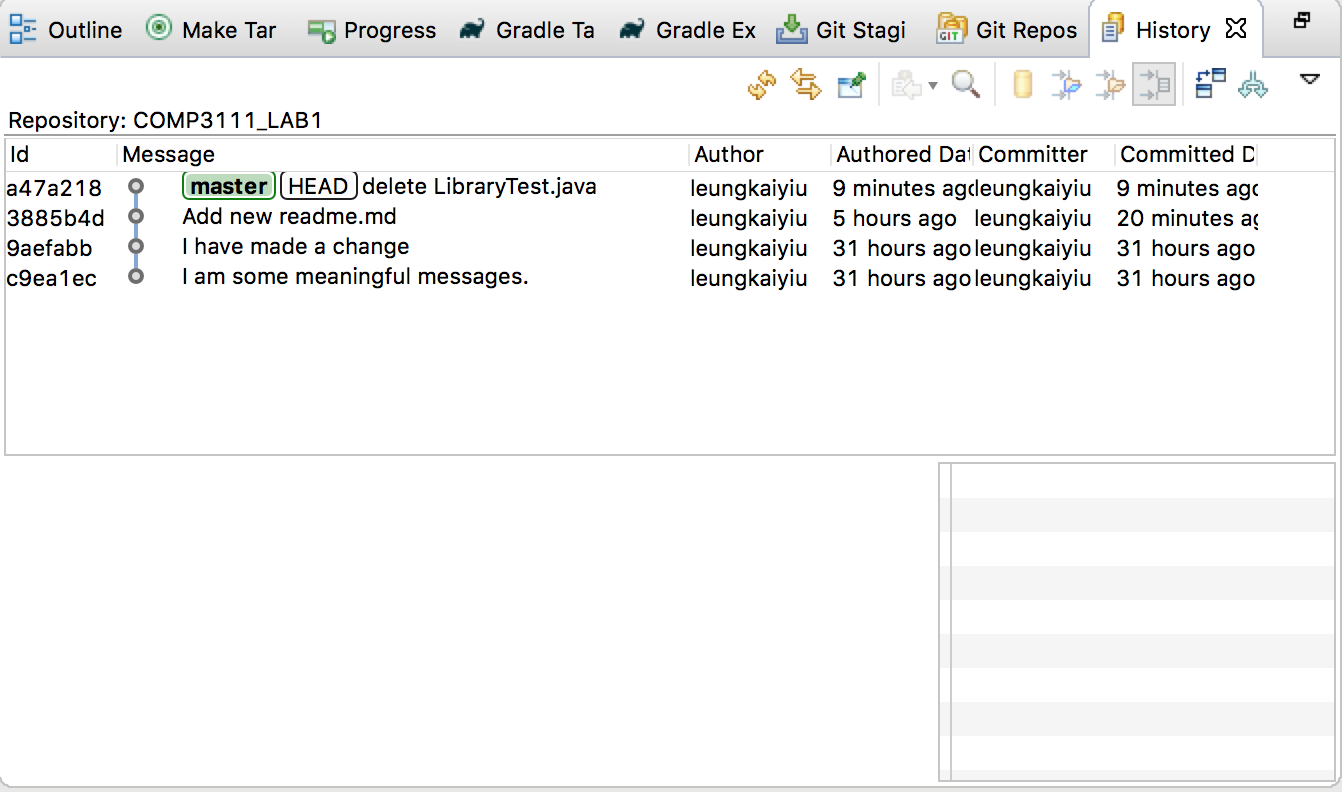 Outline Make Tar Progress Gradle Ta Gradle Ex Git Stagi GIT Git Repos History
Repository: COMP3111_LAB1
Id Message Author Authored Dat Committer Committed D
a47a218 master HEAD delete LibraryTest.java leungkaiyiu 9 minutes ago leungkaiyiu 9 minutes ago
3885b4d Add new readme.md leungkaiyiu 5 hours ago leungkaiyiu 20 minutes ag
9aefabb I have made a change leungkaiyiu 31 hours ago leungkaiyiu 31 hours ago
c9ea1ec I am some meaningful messages. leungkaiyiu 31 hours ago leungkaiyiu 31 hours ago